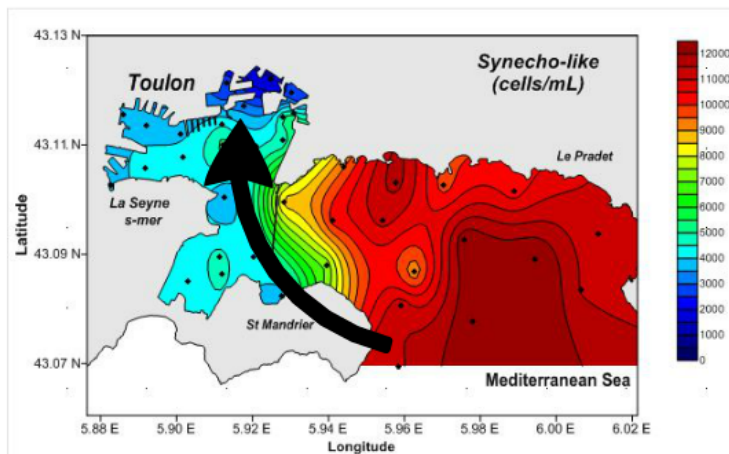 43.13 N
43.11 N
43.09 N
43.07 N
Latitude
Toulon
Synecho-like
(cells/mL)
Le Pradet
La Seyne
s-mer
St Mandrier
Mediterranean Sea
5.88 E
5.90 E
5.92 E
5.94 E
5.96 E
5.98 E
6.00 E
6.02 E
Longitude
12000
11000
10000
9000
8000
7000
6000
5000
4000
3000
2000
1000
0